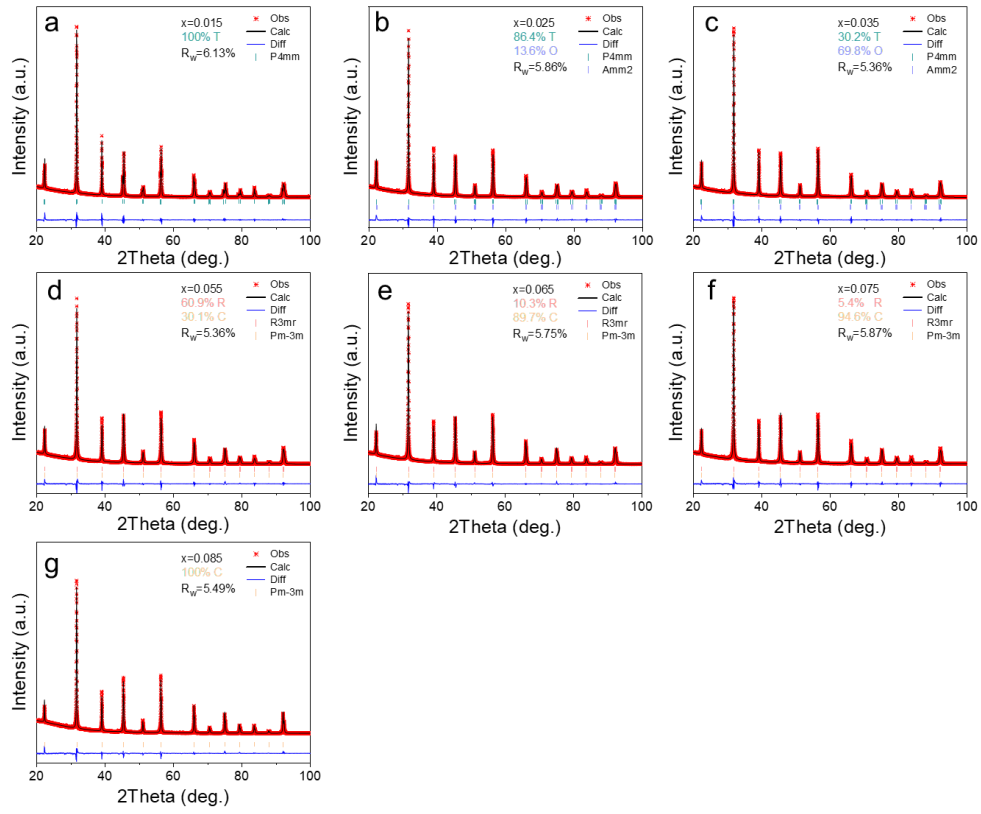 a
x=0.015
100% T
Rw=6.13%
Obs
Calc
Diff
P4mm
Intensity (a.u.)
20 40 60 80 100
2Theta (deg.)
b
x=0.025
86.4% T
13.6% O
Rw=5.86%
Obs
Calc
Diff
P4mm
Amm2
Intensity (a.u.)
20 40 60 80 100
2Theta (deg.)
c
x=0.035
30.2% T
69.8% O
Rw=5.36%
Obs
Calc
Diff
P4mm
Amm2
Intensity (a.u.)
20 40 60 80 100
2Theta (deg.)
d
x=0.055
60.9% R
30.1% C
Rw=5.36%
Obs
Calc
Diff
R3mr
Pm-3m
Intensity (a.u.)
20 40 60 80 100
2Theta (deg.)
e
x=0.065
10.3% R
89.7% C
Rw=5.75%
Obs
Calc
Diff
R3mr
Pm-3m
Intensity (a.u.)
20 40 60 80 100
2Theta (deg.)
f
x=0.075
5.4% R
94.6% C
Rw=5.87%
Obs
Calc
Diff
R3mr
Pm-3m
Intensity (a.u.)
20 40 60 80 100
2Theta (deg.)
g
x=0.085
100% C
Rw=5.49%
Obs
Calc
Diff
Pm-3m
Intensity (a.u.)
20 40 60 80 100
2Theta (deg.)